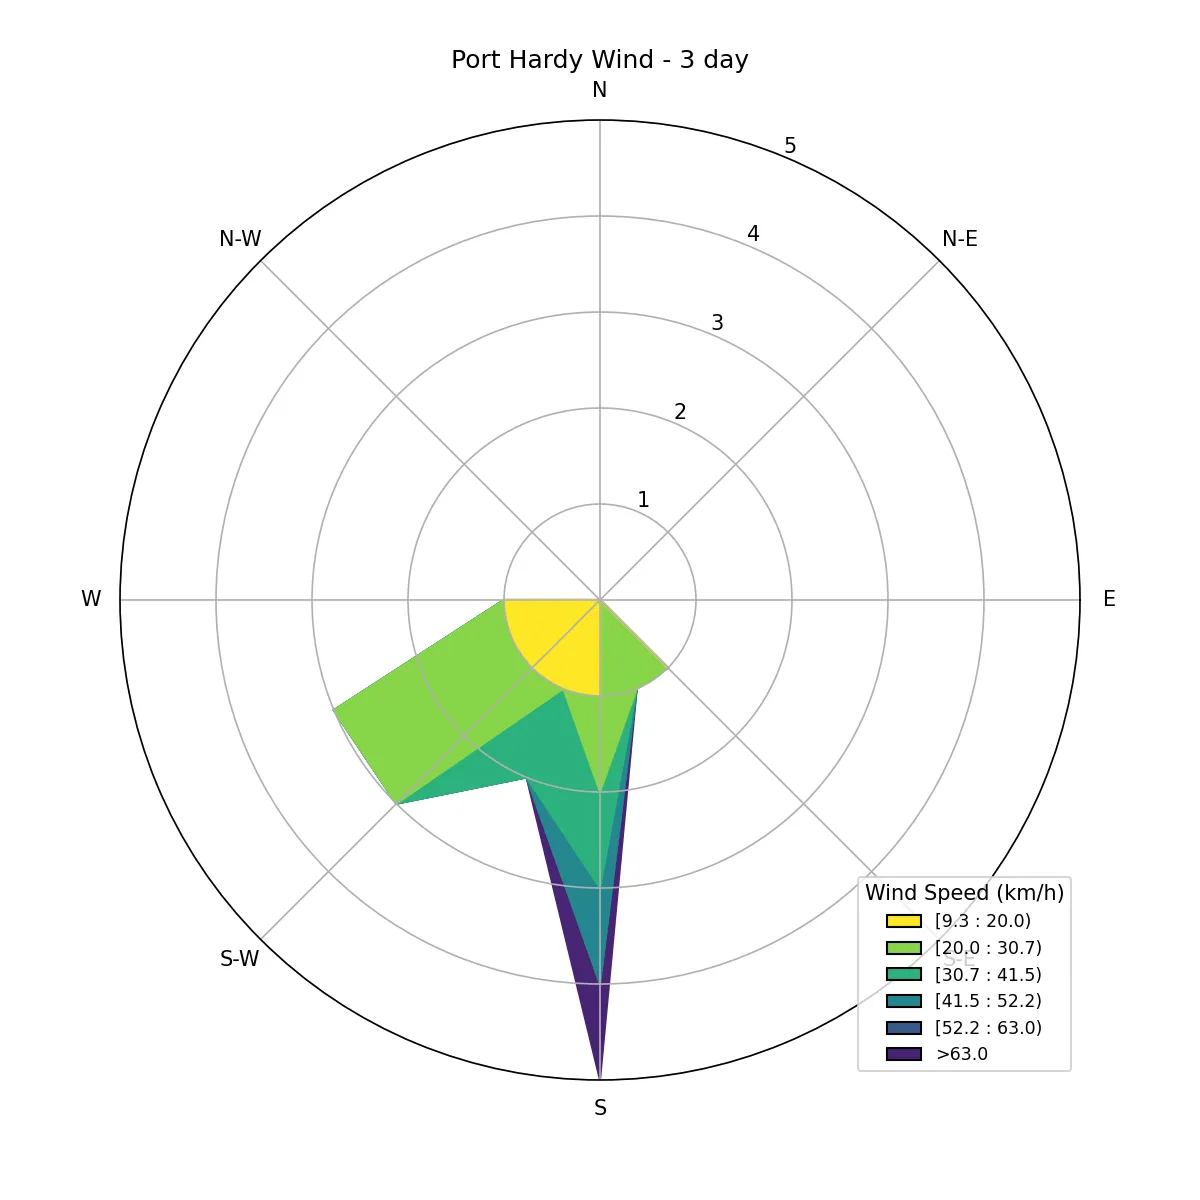 Port Hardy Wind - 3 day
N
5
N-W
N-E
4
3
2
1
W
E
Wind Speed (km/h)
[9.3 : 20.0)
[20.0 : 30.7)
S-W
S-E
[30.7 : 41.5)
[41.5 : 52.2)
[52.2 : 63.0)
>63.0
S